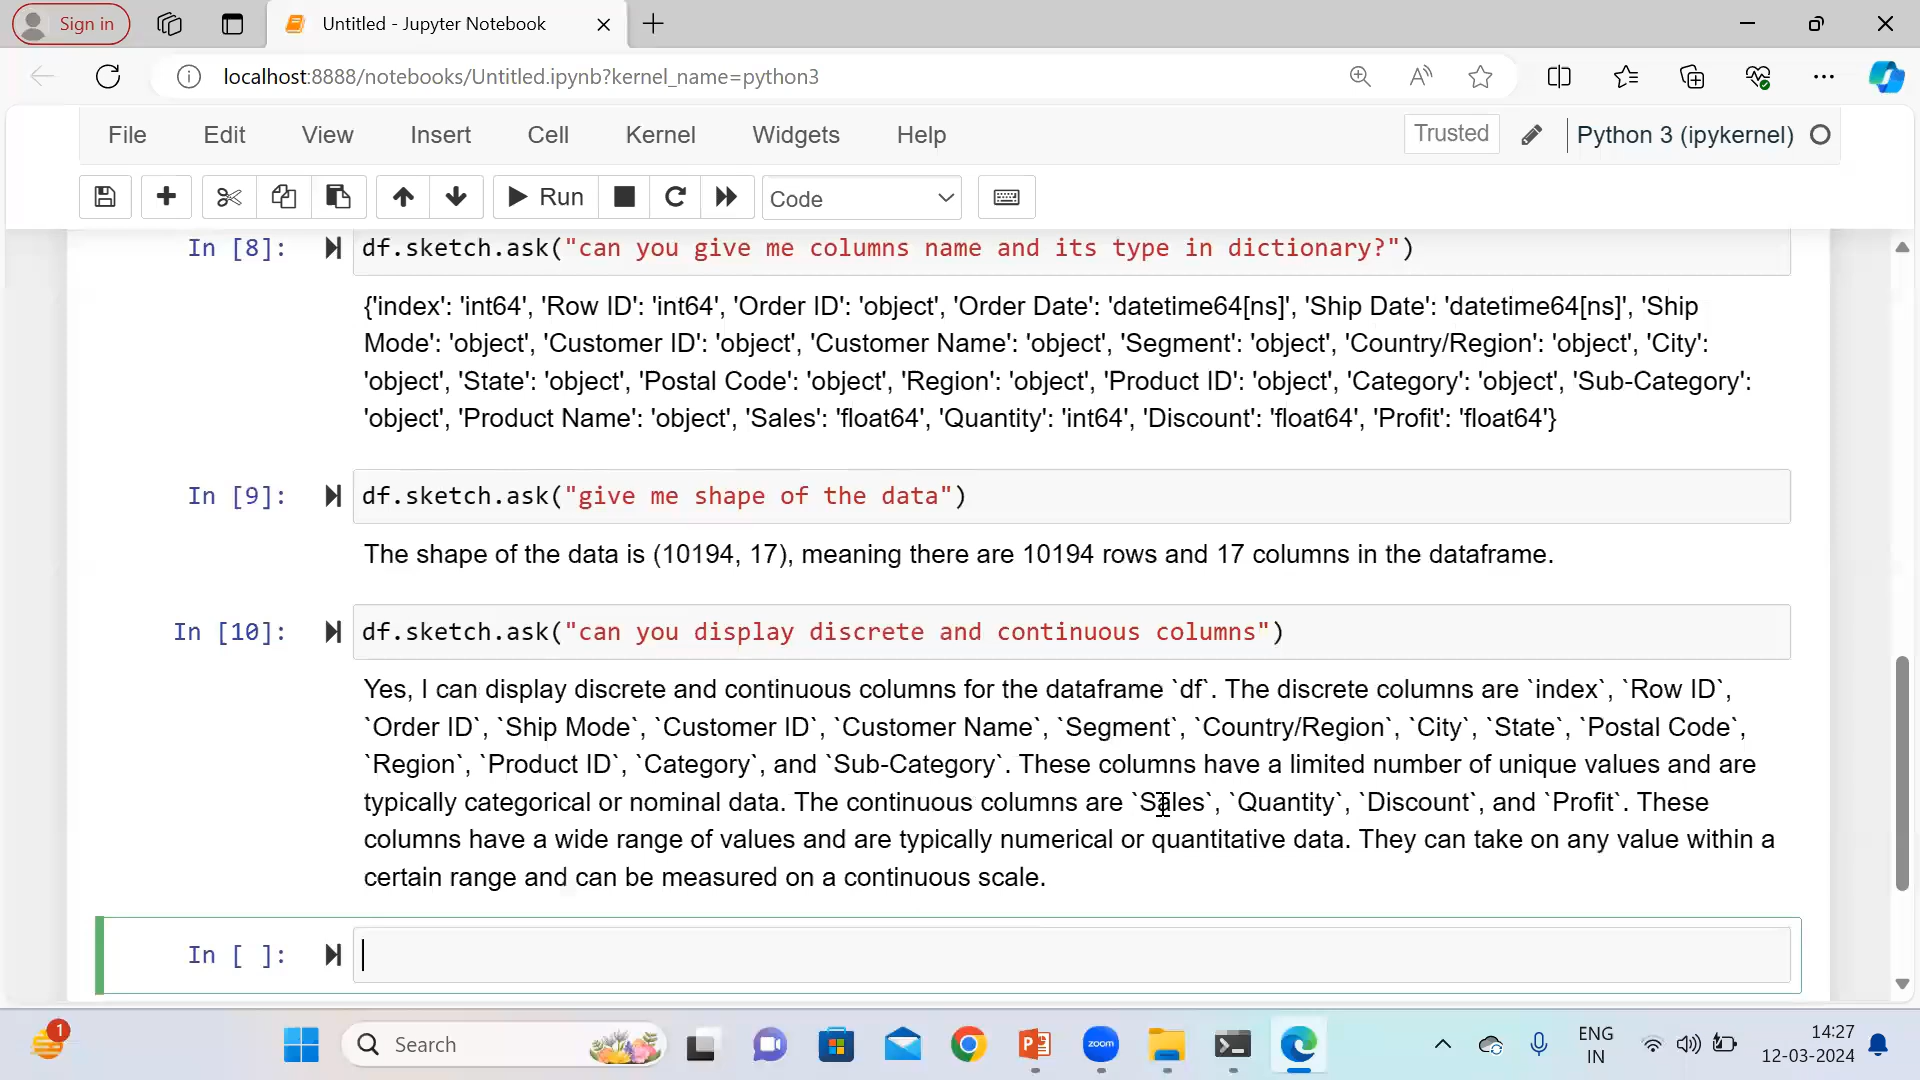 Sign in
Untitled - Jupyter Notebook
localhost:8888/notebooks/Untitled.ipynb?kernel_name=python3
File Edit View Insert Cell Kernel Widgets Help Trusted Python 3 (ipykernel)
Run Code
In [8]: df.sketch.ask("can you give me columns name and its type in dictionary?")
{'index': 'int64', 'Row ID': 'int64', 'Order ID': 'object', 'Order Date': 'datetime64[ns]', 'Ship Date': 'datetime64[ns]', 'Ship
Mode': 'object', 'Customer ID': 'object', 'Customer Name': 'object', 'Segment': 'object', 'Country/Region': 'object', 'City':
'object', 'State': 'object', 'Postal Code': 'object', 'Region': 'object', 'Product ID': 'object', 'Category': 'object', 'Sub-Category':
'object', 'Product Name': 'object', 'Sales': 'float64', 'Quantity': 'int64', 'Discount': 'float64', 'Profit': 'float64'}
In [9]: df.sketch.ask("give me shape of the data")
The shape of the data is (10194, 17), meaning there are 10194 rows and 17 columns in the dataframe.
In [10]: df.sketch.ask("can you display discrete and continuous columns")
Yes, I can display discrete and continuous columns for the dataframe `df`. The discrete columns are `index`, `Row ID`,
`Order ID`, `Ship Mode`, `Customer ID`, `Customer Name`, `Segment`, `Country/Region`, `City`, `State`, `Postal Code`,
`Region`, `Product ID`, `Category`, and `Sub-Category`. These columns have a limited number of unique values and are
typically categorical or nominal data. The continuous columns are `Sales`, `Quantity`, `Discount`, and `Profit`. These
columns have a wide range of values and are typically numerical or quantitative data. They can take on any value within a
certain range and can be measured on a continuous scale.
In [ ]:
1
Search
zoom
ENG
IN
14:27
12-03-2024